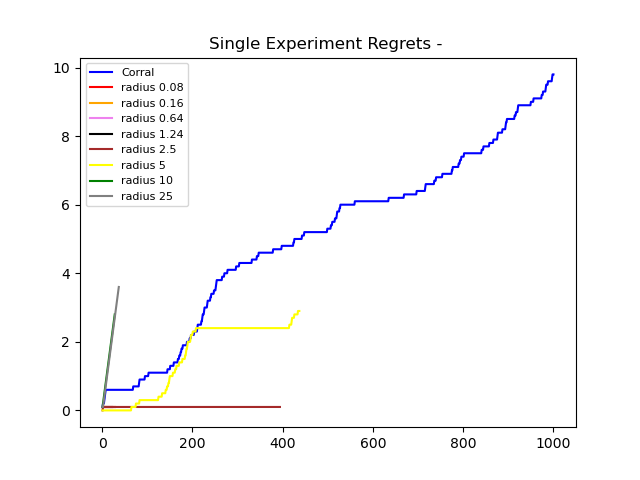 Single Experiment Regrets -
10
8
6
4
2
0
Corral
radius 0.08
radius 0.16
radius 0.64
radius 1.24
radius 2.5
radius 5
radius 10
radius 25
0 200 400 600 800 1000